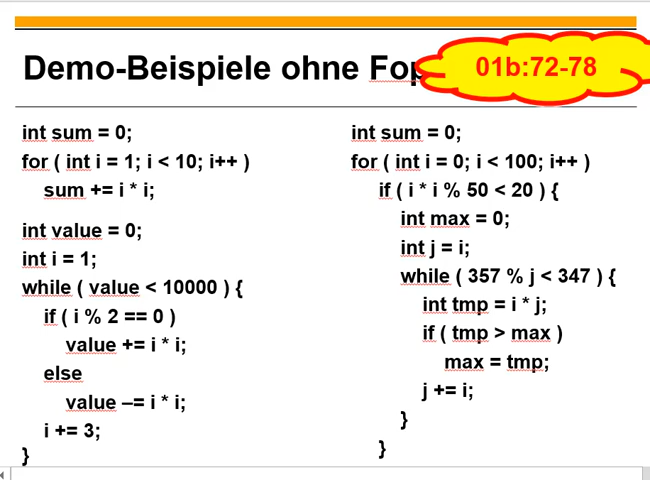 Demo-Beispiele ohne Fop
01b:72-78
int sum = 0;
for ( int i = 1; i < 10; i++ )
sum += i * i;
int value = 0;
int i = 1;
while ( value < 10000 ) {
if ( i % 2 == 0 )
value += i * i;
else
value –= i * i;
i += 3;
}
int sum = 0;
for ( int i = 0; i < 100; i++ )
if ( i * i % 50 < 20 ) {
int max = 0;
int j = i;
while ( 357 % j < 347 ) {
int tmp = i * j;
if ( tmp > max )
max = tmp;
j += i;
}
}